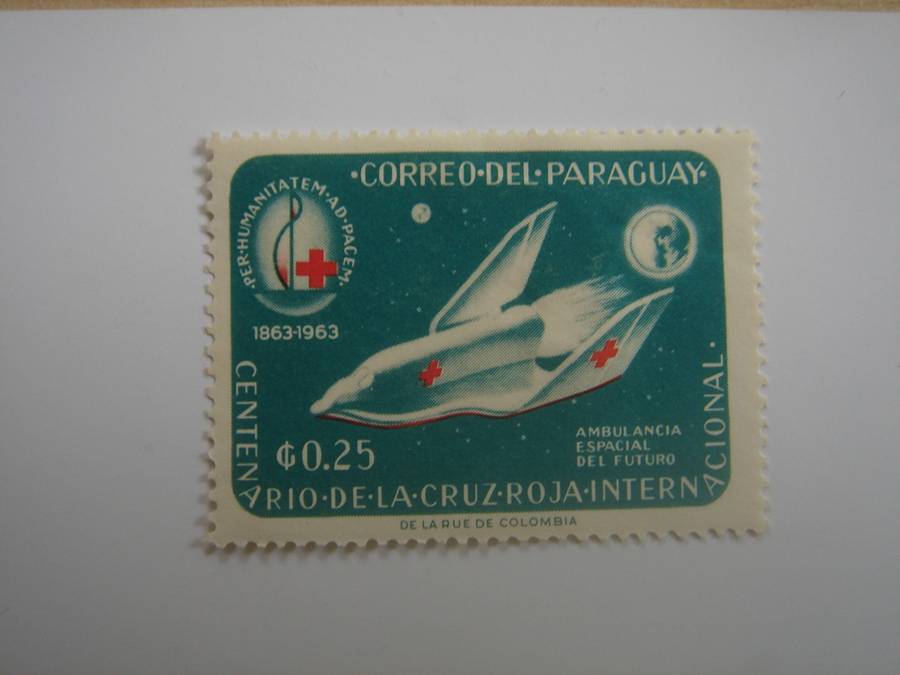 ·CORREO·DEL·PARAGUAY·
·PER·HUMANITATEM·AD·PACEM·
1863-1963
₲0.25
AMBULANCIA
ESPACIAL
DEL FUTURO
CENTENARIO·DE·LA·CRUZ·ROJA·INTERNACIONAL·
DE LA RUE DE COLOMBIA